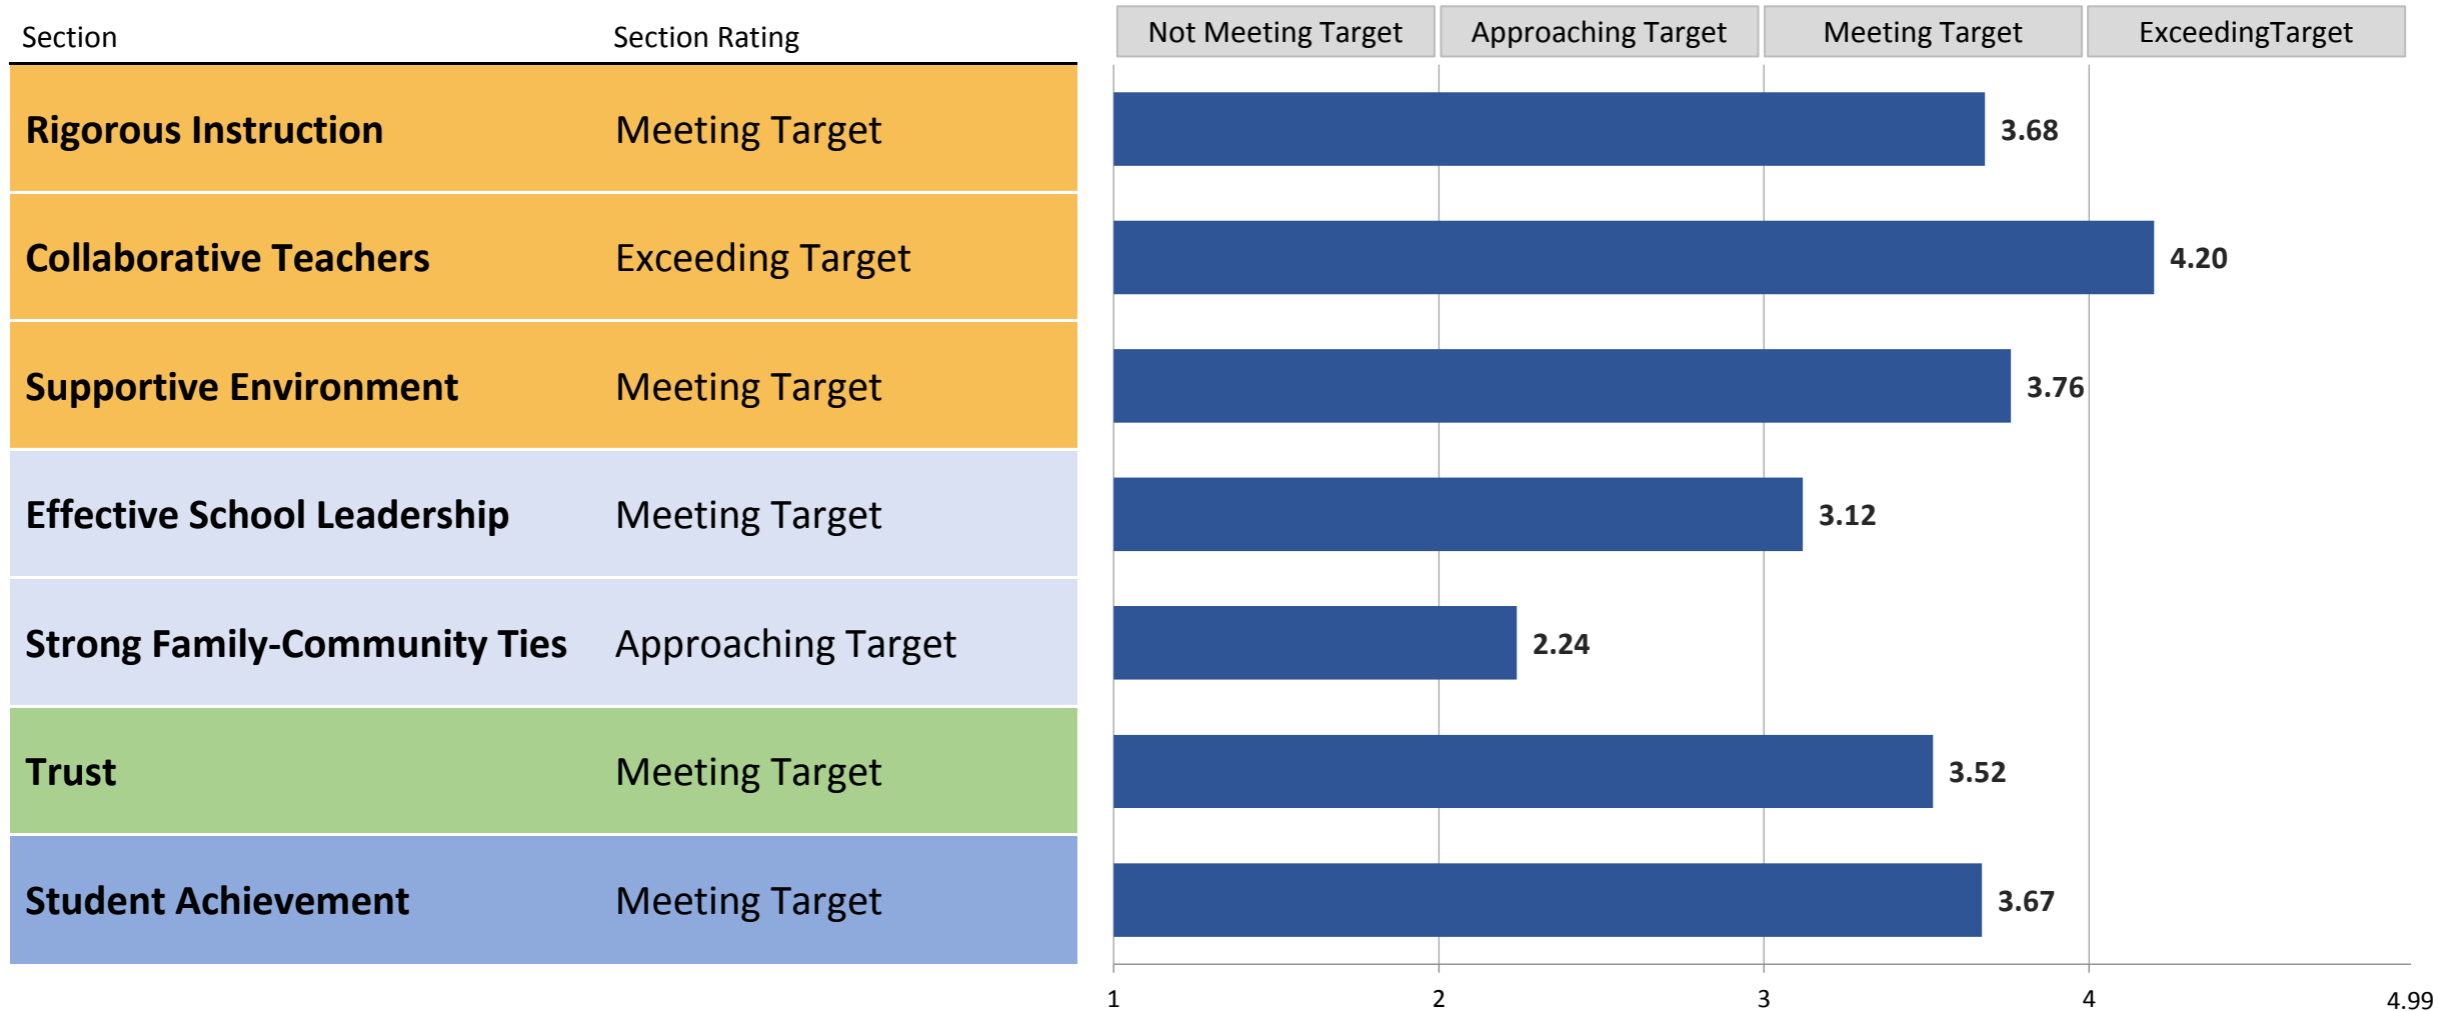 Section Section Rating Not Meeting Target Approaching Target Meeting Target ExceedingTarget
Rigorous Instruction Meeting Target 3.68
Collaborative Teachers Exceeding Target 4.20
Supportive Environment Meeting Target 3.76
Effective School Leadership Meeting Target 3.12
Strong Family-Community Ties Approaching Target 2.24
Trust Meeting Target 3.52
Student Achievement Meeting Target 3.67
1 2 3 4 4.99